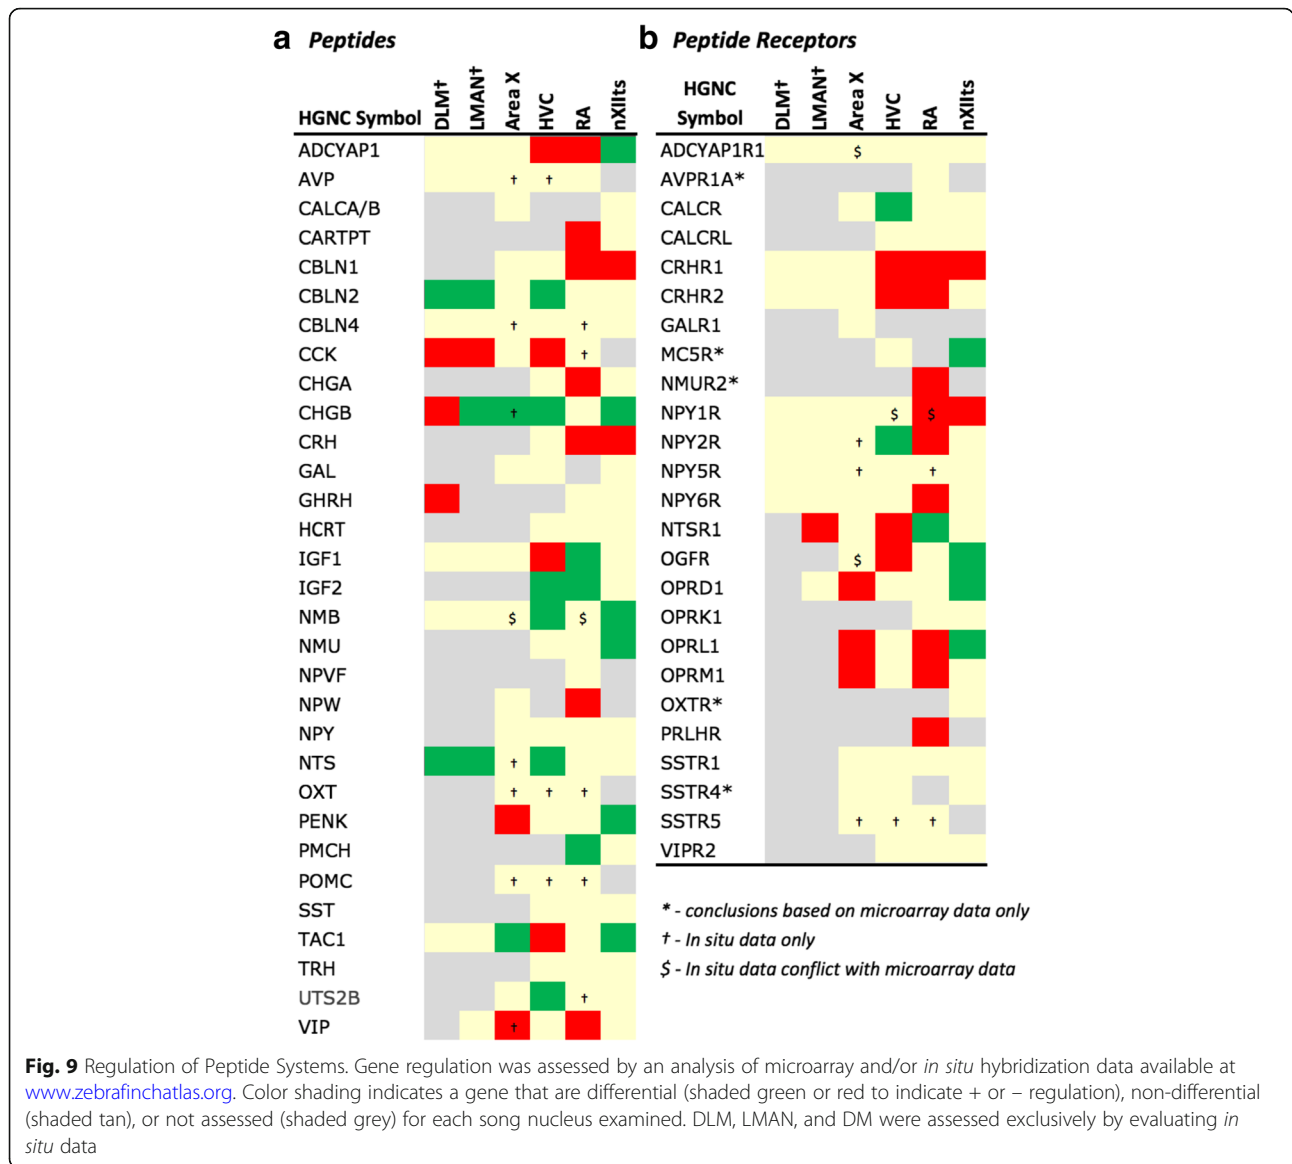 a Peptides
HGNC Symbol DLM† LMAN† Area X HVC RA nXIIts
ADCYAP1
AVP † †
CALCA/B
CARTPT
CBLN1
CBLN2
CBLN4 † †
CCK †
CHGA
CHGB †
CRH
GAL
GHRH
HCRT
IGF1
IGF2
NMB $ $
NMU
NPVF
NPW
NPY
NTS †
OXT † † †
PENK
PMCH
POMC † † †
SST
TAC1
TRH
UTS2B †
VIP †
b Peptide Receptors
HGNC
Symbol DLM† LMAN† Area X HVC RA nXIIts
ADCYAP1R1 $
AVPR1A*
CALCR
CALCRL
CRHR1
CRHR2
GALR1
MC5R*
NMUR2*
NPY1R $ $
NPY2R †
NPY5R † †
NPY6R
NTSR1
OGFR $
OPRD1
OPRK1
OPRL1
OPRM1
OXTR*
PRLHR
SSTR1
SSTR4*
SSTR5 † † †
VIPR2
* - conclusions based on microarray data only
† - In situ data only
$ - In situ data conflict with microarray data
Fig. 9 Regulation of Peptide Systems. Gene regulation was assessed by an analysis of microarray and/or in situ hybridization data available at
www.zebrafinchatlas.org. Color shading indicates a gene that are differential (shaded green or red to indicate + or – regulation), non-differential
(shaded tan), or not assessed (shaded grey) for each song nucleus examined. DLM, LMAN, and DM were assessed exclusively by evaluating in
situ data